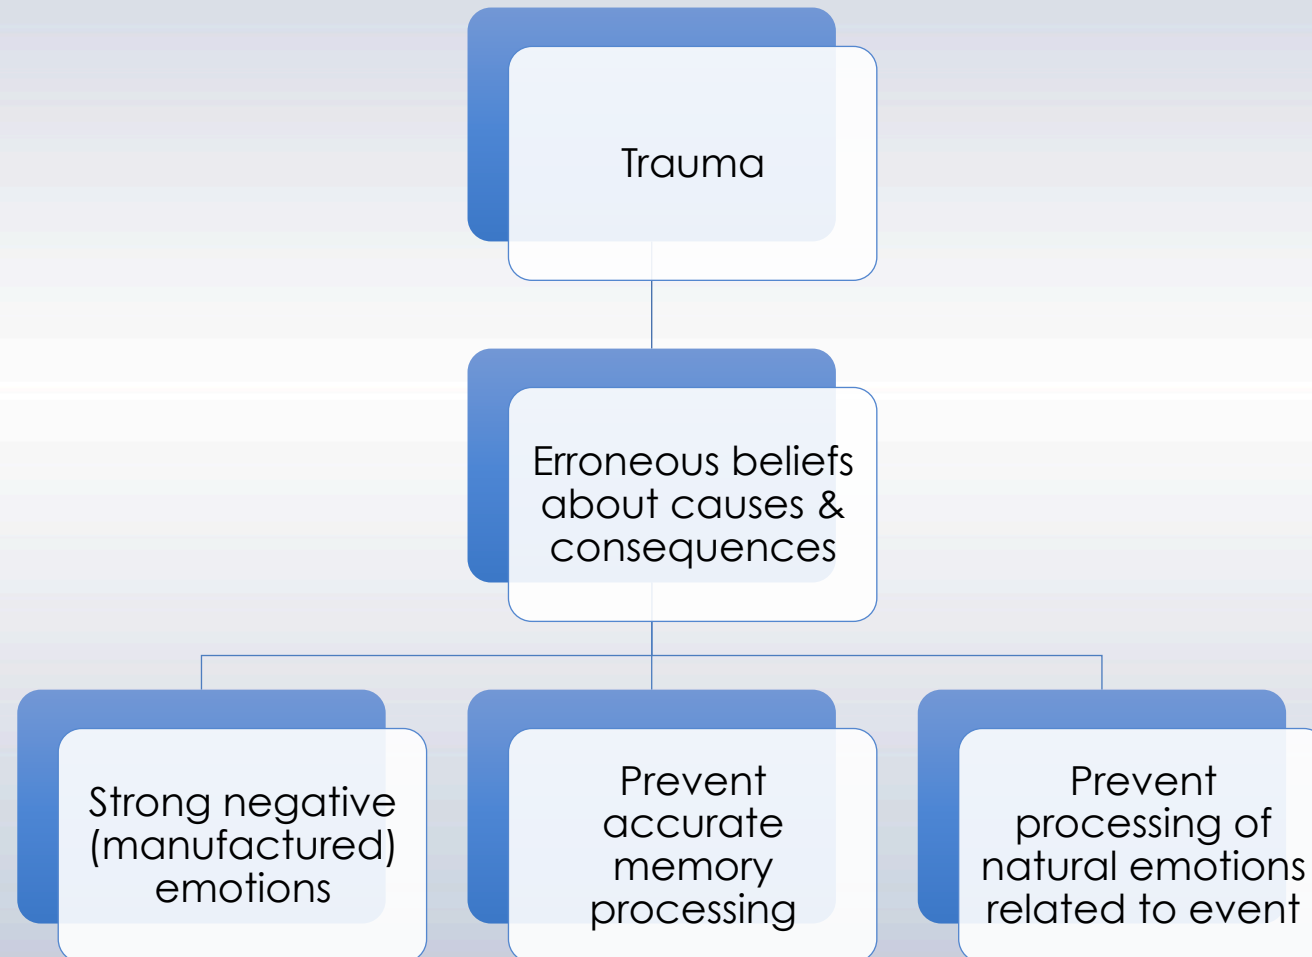 Trauma
Erroneous beliefs
about causes &
consequences
Strong negative
(manufactured)
emotions
Prevent
accurate
memory
processing
Prevent
processing of
natural emotions
related to event